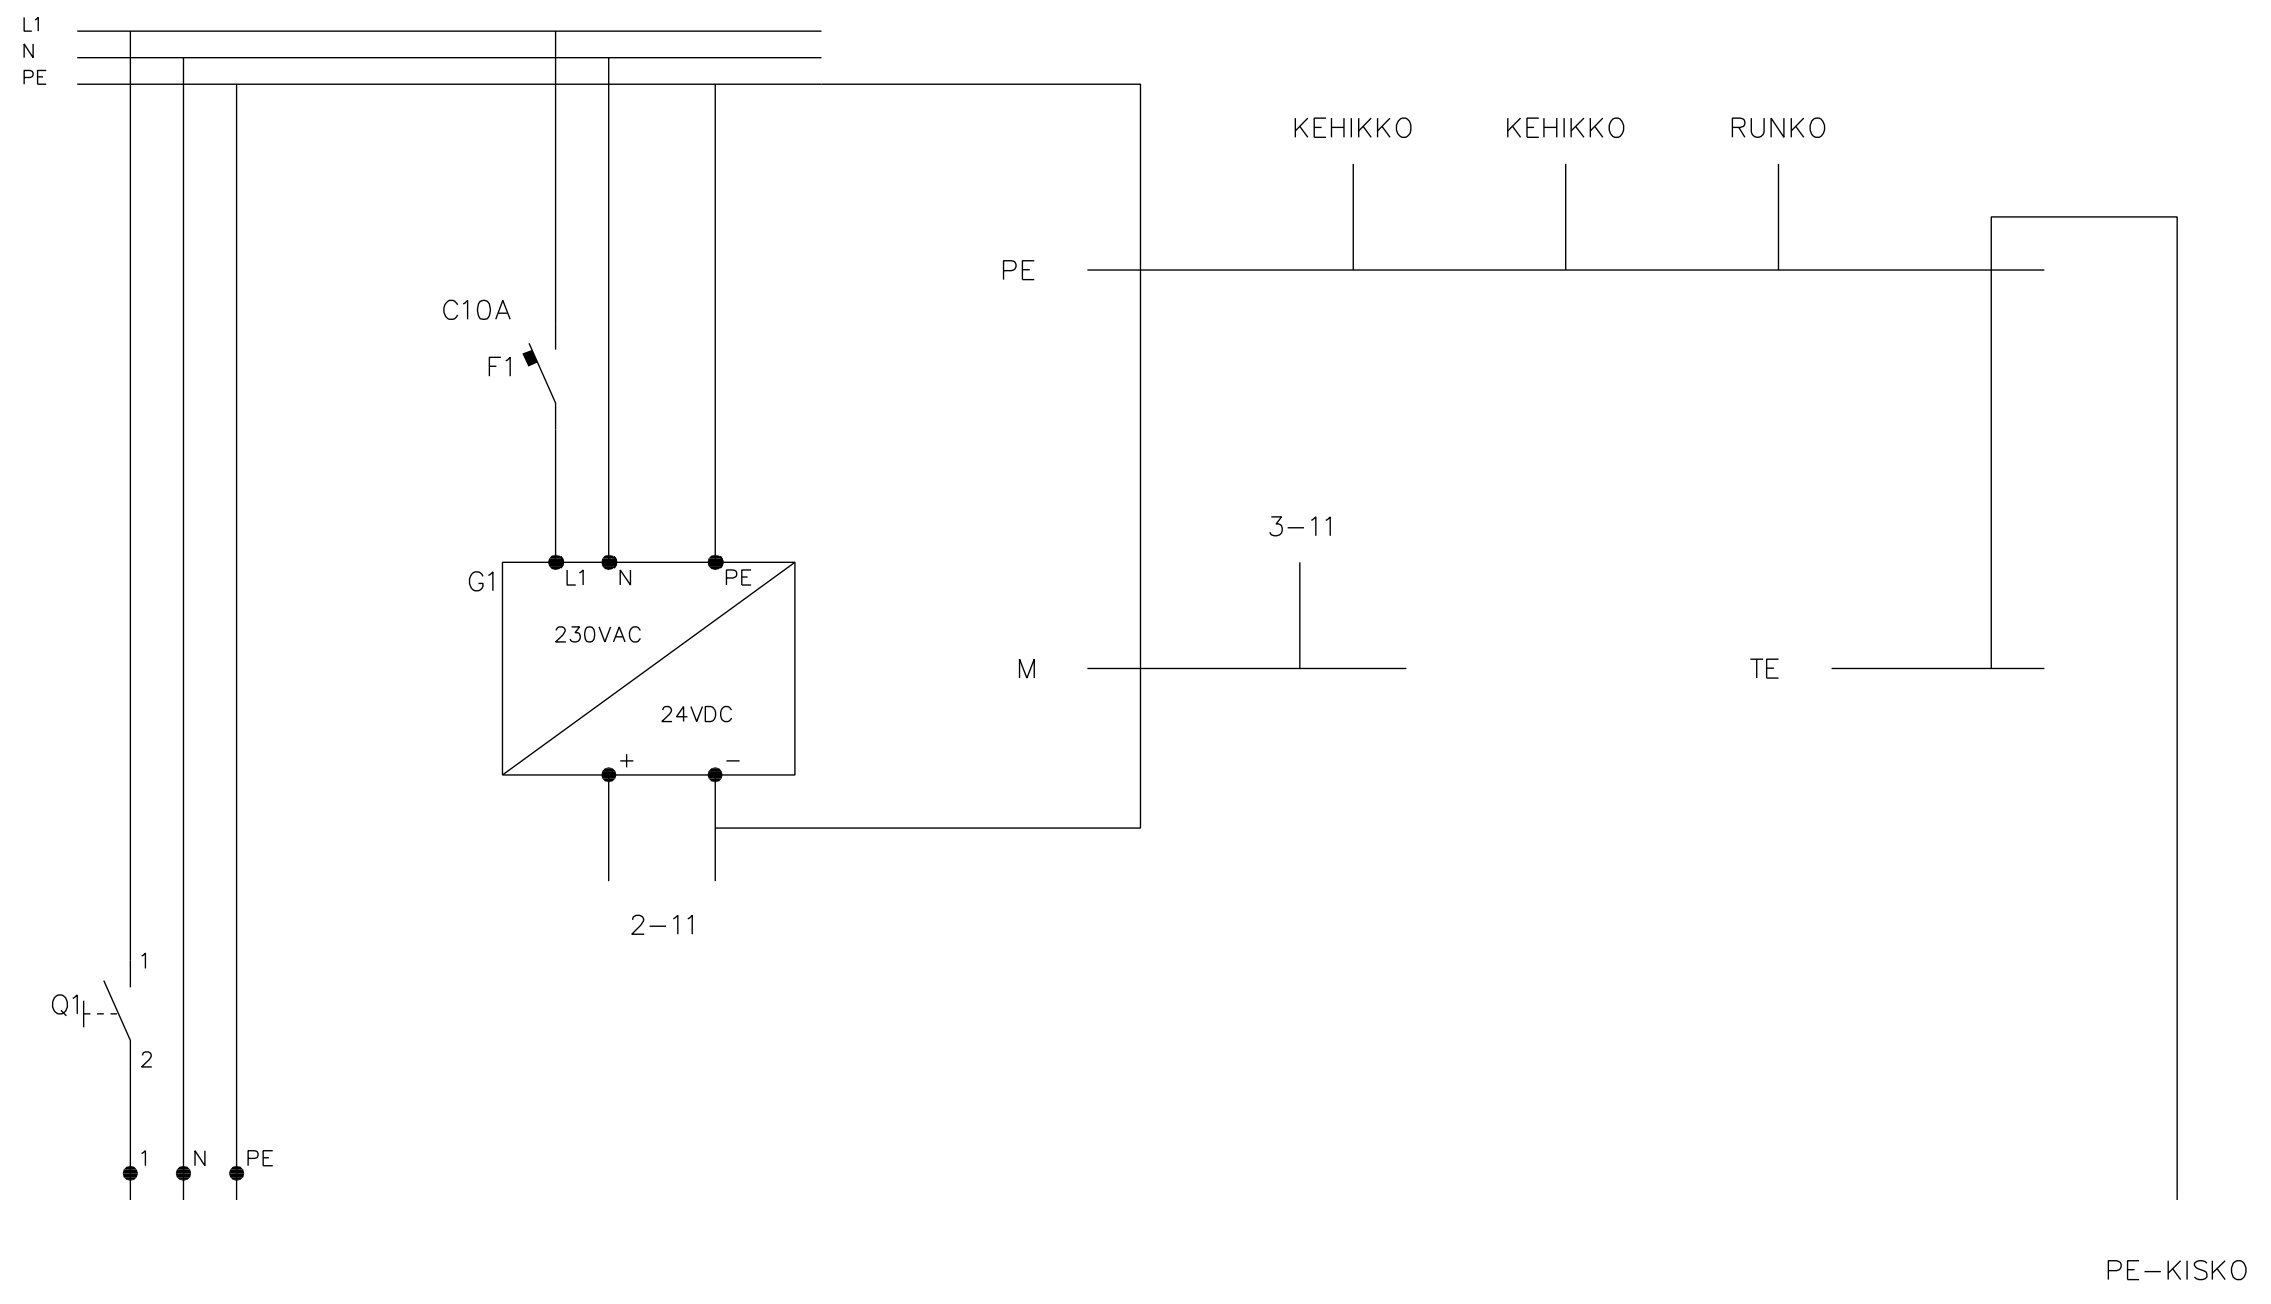 L1
N
PE
KEHIKKO KEHIKKO RUNKO
PE
C10A
F1
3-11
G1 L1 N PE
230VAC
M TE
24VDC
+ -
2-11
1
Q1
2
1 N PE
PE-KISKO